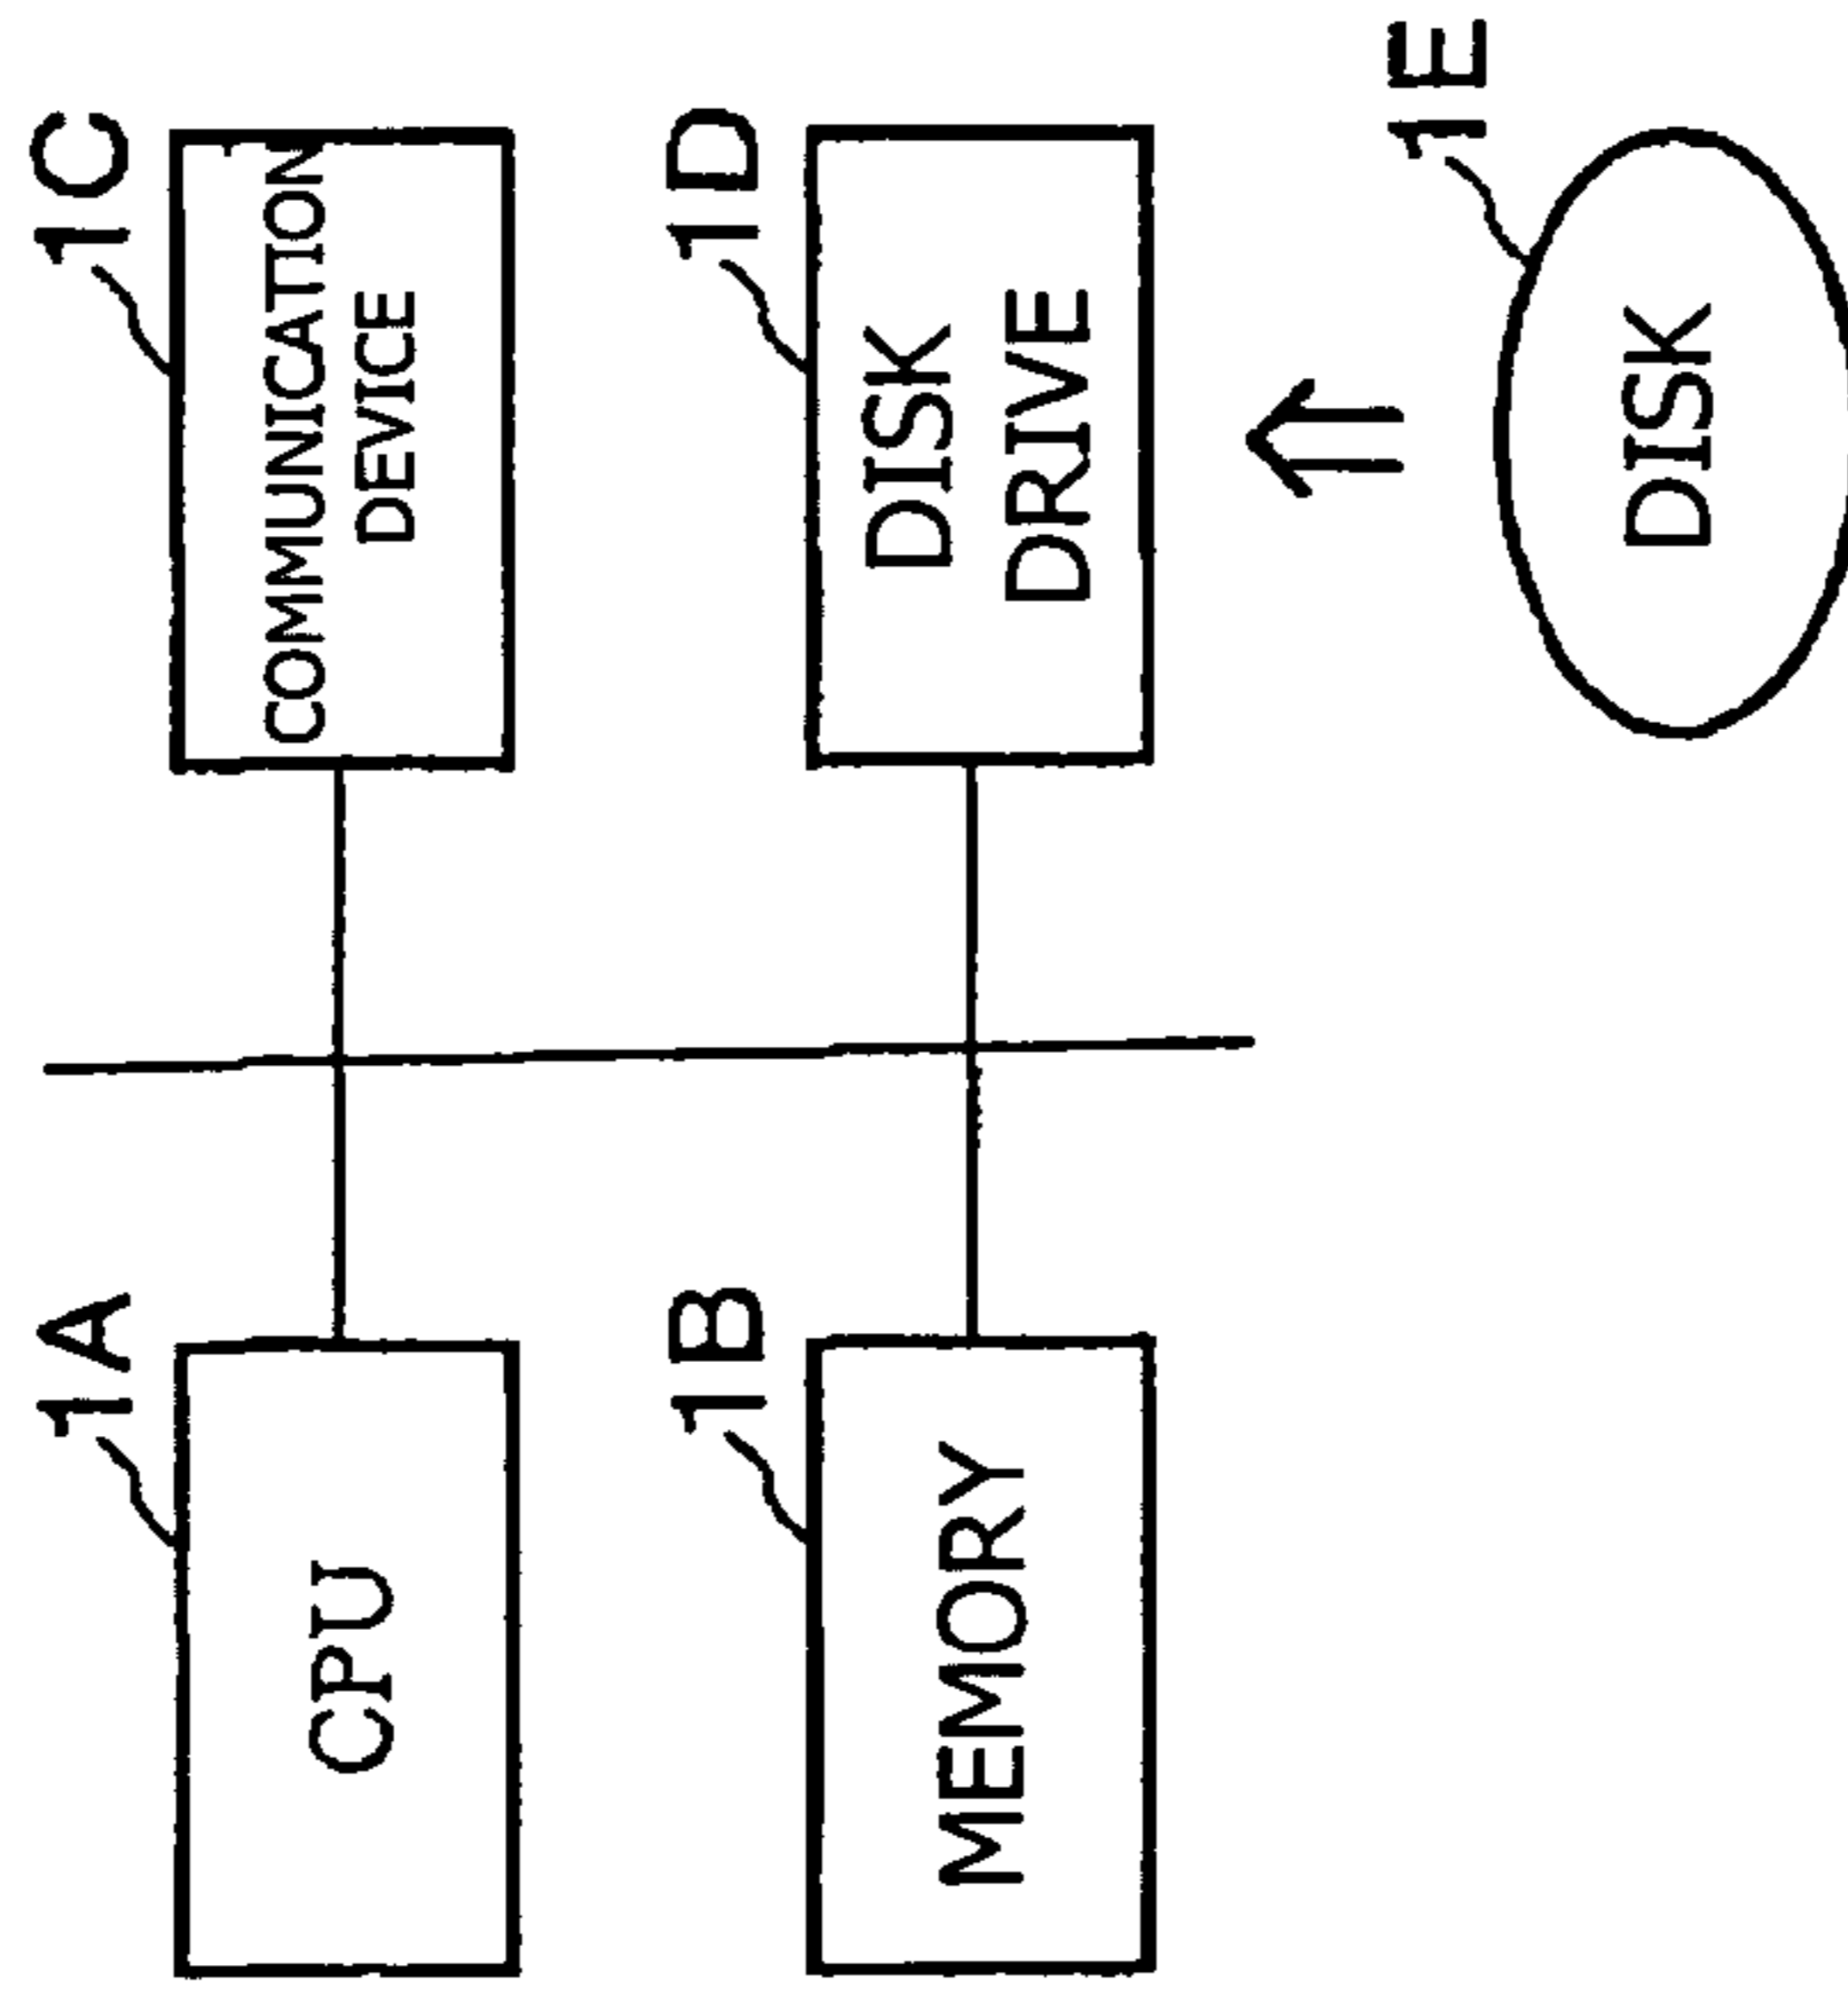 1A
CPU
1C
COMMUNICATION
DEVICE
1B
MEMORY
1D
DISK
DRIVE
1E
DISK